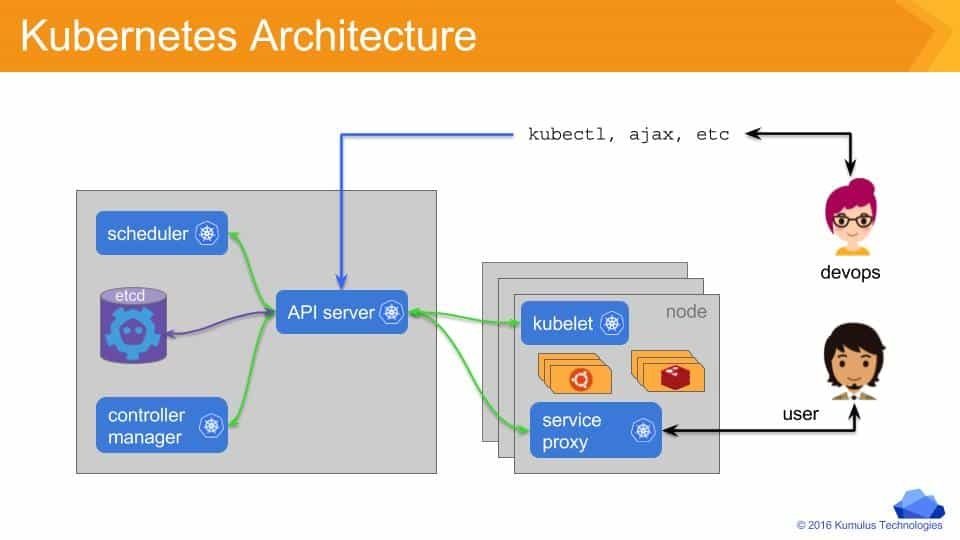 Kubernetes Architecture
kubectl, ajax, etc
devops
scheduler
etcd
API server
controller
manager
node
kubelet
service
proxy
user
© 2016 Kumulus Technologies